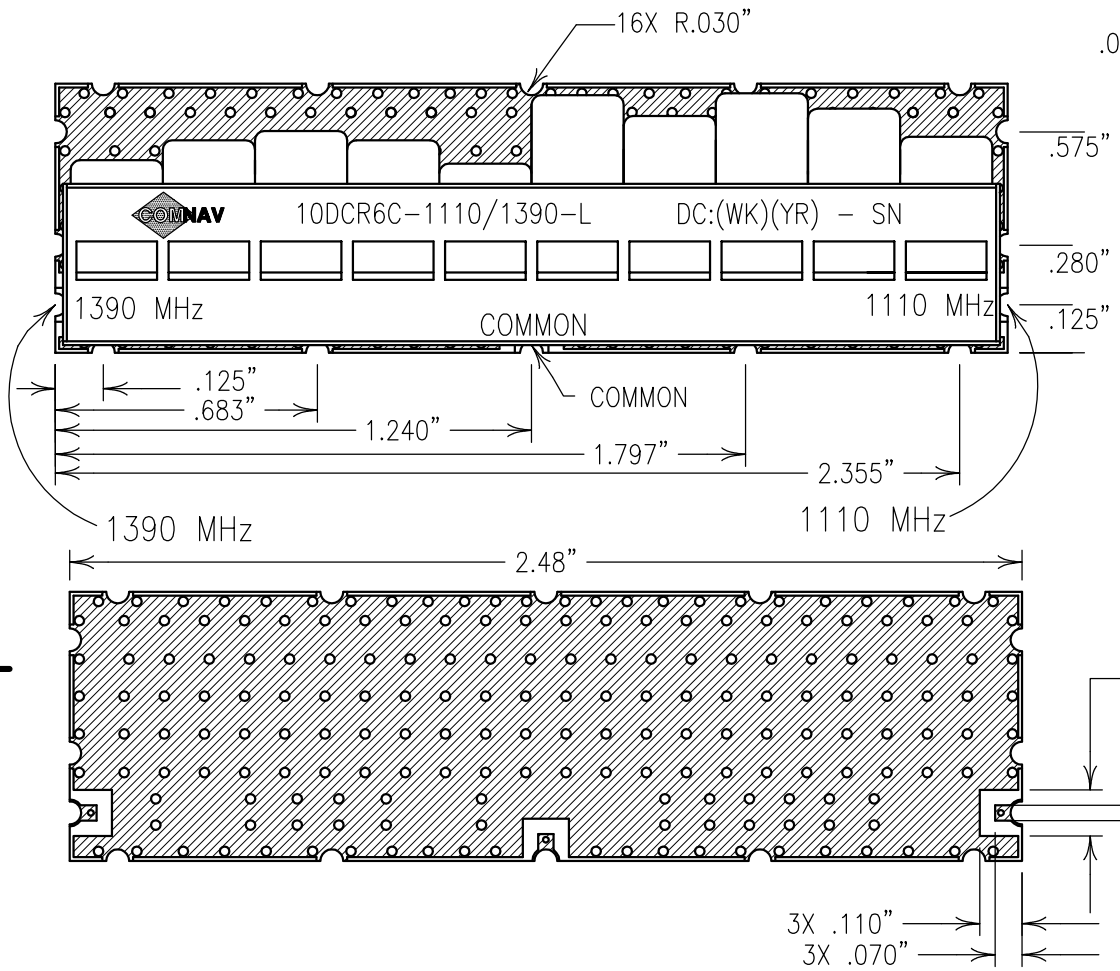 16X R.030”
.0
.575”
COMNAV 10DCR6C-1110/1390-L DC:(WK)(YR) - SN
.280”
1390 MHz 1110 MHz
COMMON
.125”
.125”
COMMON
.683”
1.240”
1.797”
2.355”
1390 MHz
1110 MHz
2.48”
3X .110”
3X .070”